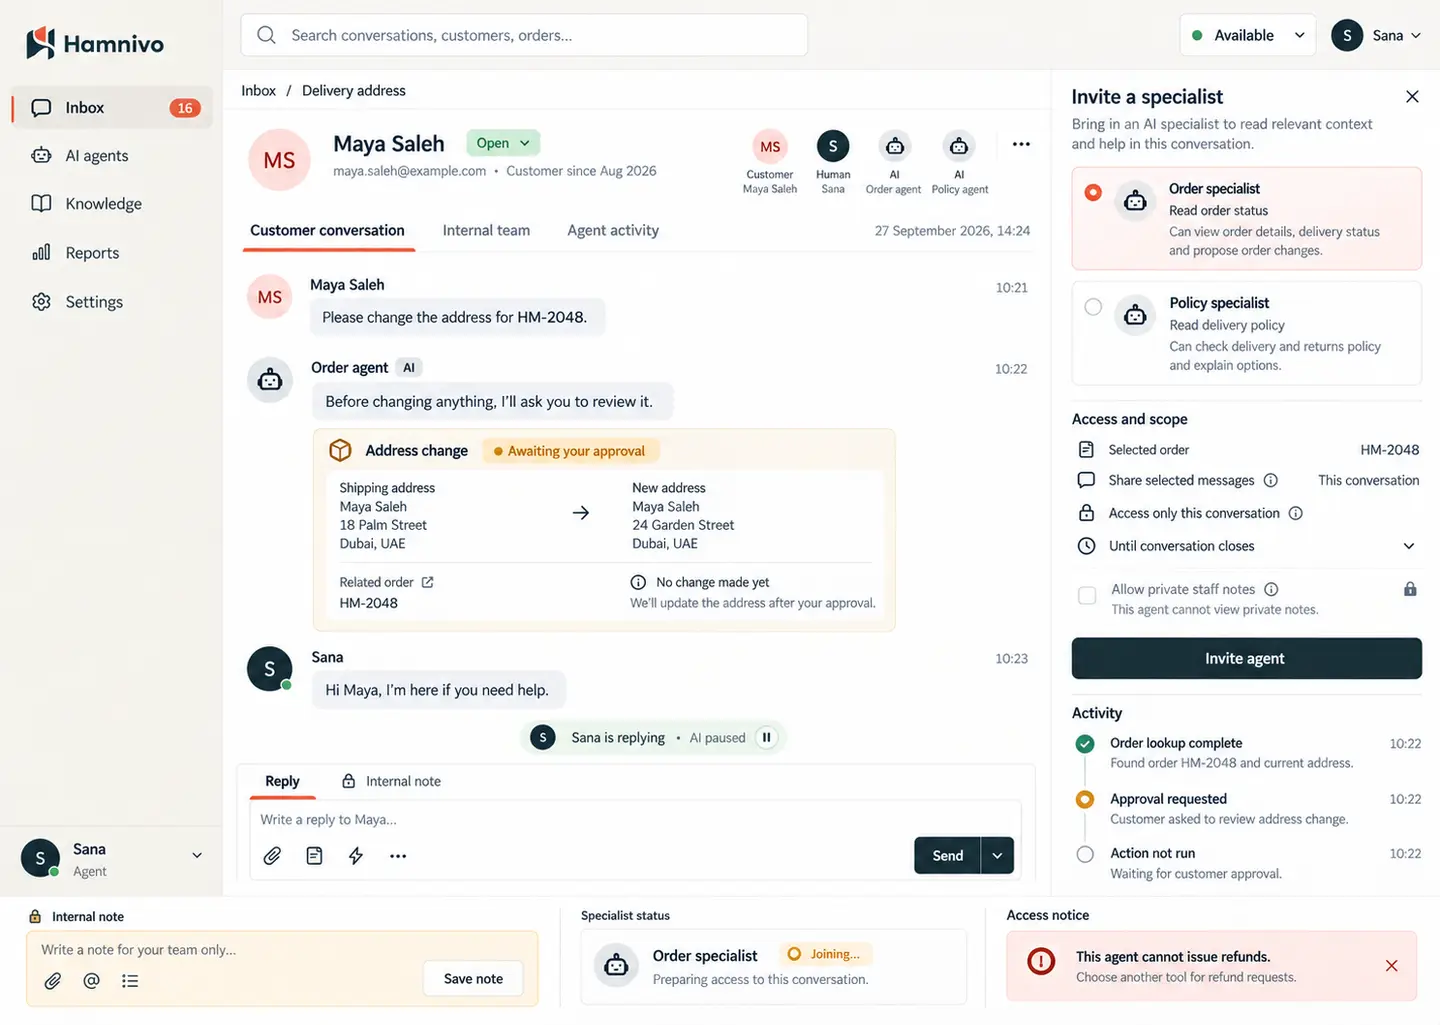 Hamnivo
Search conversations, customers, orders...
Available
S
Sana
Inbox
16
AI agents
Knowledge
Reports
Settings
S
Sana
Agent
Inbox / Delivery address
MS
Maya Saleh
Open
maya.saleh@example.com • Customer since Aug 2026
MS
Customer
Maya Saleh
S
Human
Sana
AI
Order agent
AI
Policy agent
Customer conversation
Internal team
Agent activity
27 September 2026, 14:24
MS
Maya Saleh
10:21
Please change the address for HM-2048.
Order agent
AI
10:22
Before changing anything, I’ll ask you to review it.
Address change
Awaiting your approval
Shipping address
Maya Saleh
18 Palm Street
Dubai, UAE
New address
Maya Saleh
24 Garden Street
Dubai, UAE
Related order
HM-2048
No change made yet
We’ll update the address after your approval.
S
Sana
10:23
Hi Maya, I’m here if you need help.
S
Sana is replying • AI paused
Reply
Internal note
Write a reply to Maya...
Send
Invite a specialist
Bring in an AI specialist to read relevant context
and help in this conversation.
Order specialist
Read order status
Can view order details, delivery status
and propose order changes.
Policy specialist
Read delivery policy
Can check delivery and returns policy
and explain options.
Access and scope
Selected order
HM-2048
Share selected messages
This conversation
Access only this conversation
Until conversation closes
Allow private staff notes
This agent cannot view private notes.
Invite agent
Activity
Order lookup complete
10:22
Found order HM-2048 and current address.
Approval requested
10:22
Customer asked to review address change.
Action not run
10:22
Waiting for customer approval.
Internal note
Write a note for your team only...
@
Save note
Specialist status
Order specialist
Joining...
Preparing access to this conversation.
Access notice
This agent cannot issue refunds.
Choose another tool for refund requests.